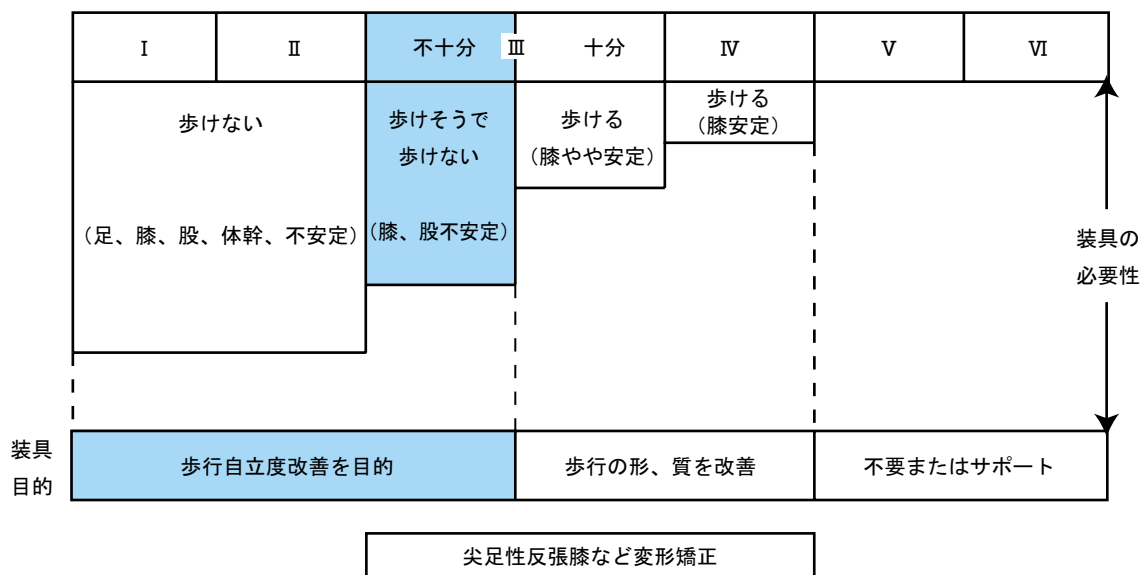 Ⅰ Ⅱ 不十分 Ⅲ 十分 Ⅳ Ⅴ Ⅵ
歩けない
(足、膝、股、体幹、不安定)
歩けそうで
歩けない
(膝、股不安定)
歩ける
(膝やや安定)
歩ける
(膝安定)
装具の
必要性
装具
目的
歩行自立度改善を目的
歩行の形、質を改善
不要またはサポート
尖足性反張膝など変形矯正